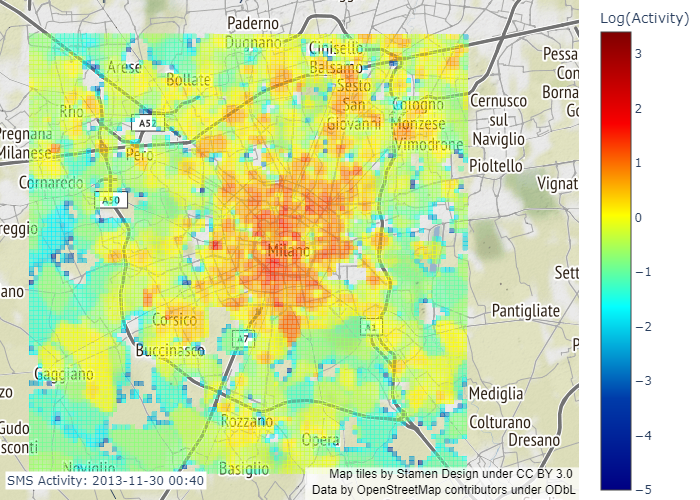 Log(Activity)
Paderno
Dugnano
Cinisello
Balsamo
Arese
Bollate
Sesto
San
Giovanni
Cologno
Monzese
Vimodrone
Cernusco
sul
Naviglio
Pessa
Con
Borna
Go
Rho
A52
Pregnana
Milanese
Pero
Pioltello
Cornaredo
A50
Vignat
reggio
Milano
Sett
ano
Pantigliate
Corsico
A7
A1
P
Buccinasco
Gaggiano
Mediglia
zo
Rozzano
Colturano
Gudo
sconti
Opera
Dresano
Noviglio
Basiglio
SMS Activity: 2013-11-30 00:40
Map tiles by Stamen Design under CC BY 3.0
Data by OpenStreetMap contributors under ODbL
3
2
1
0
−1
−2
−3
−4
−5